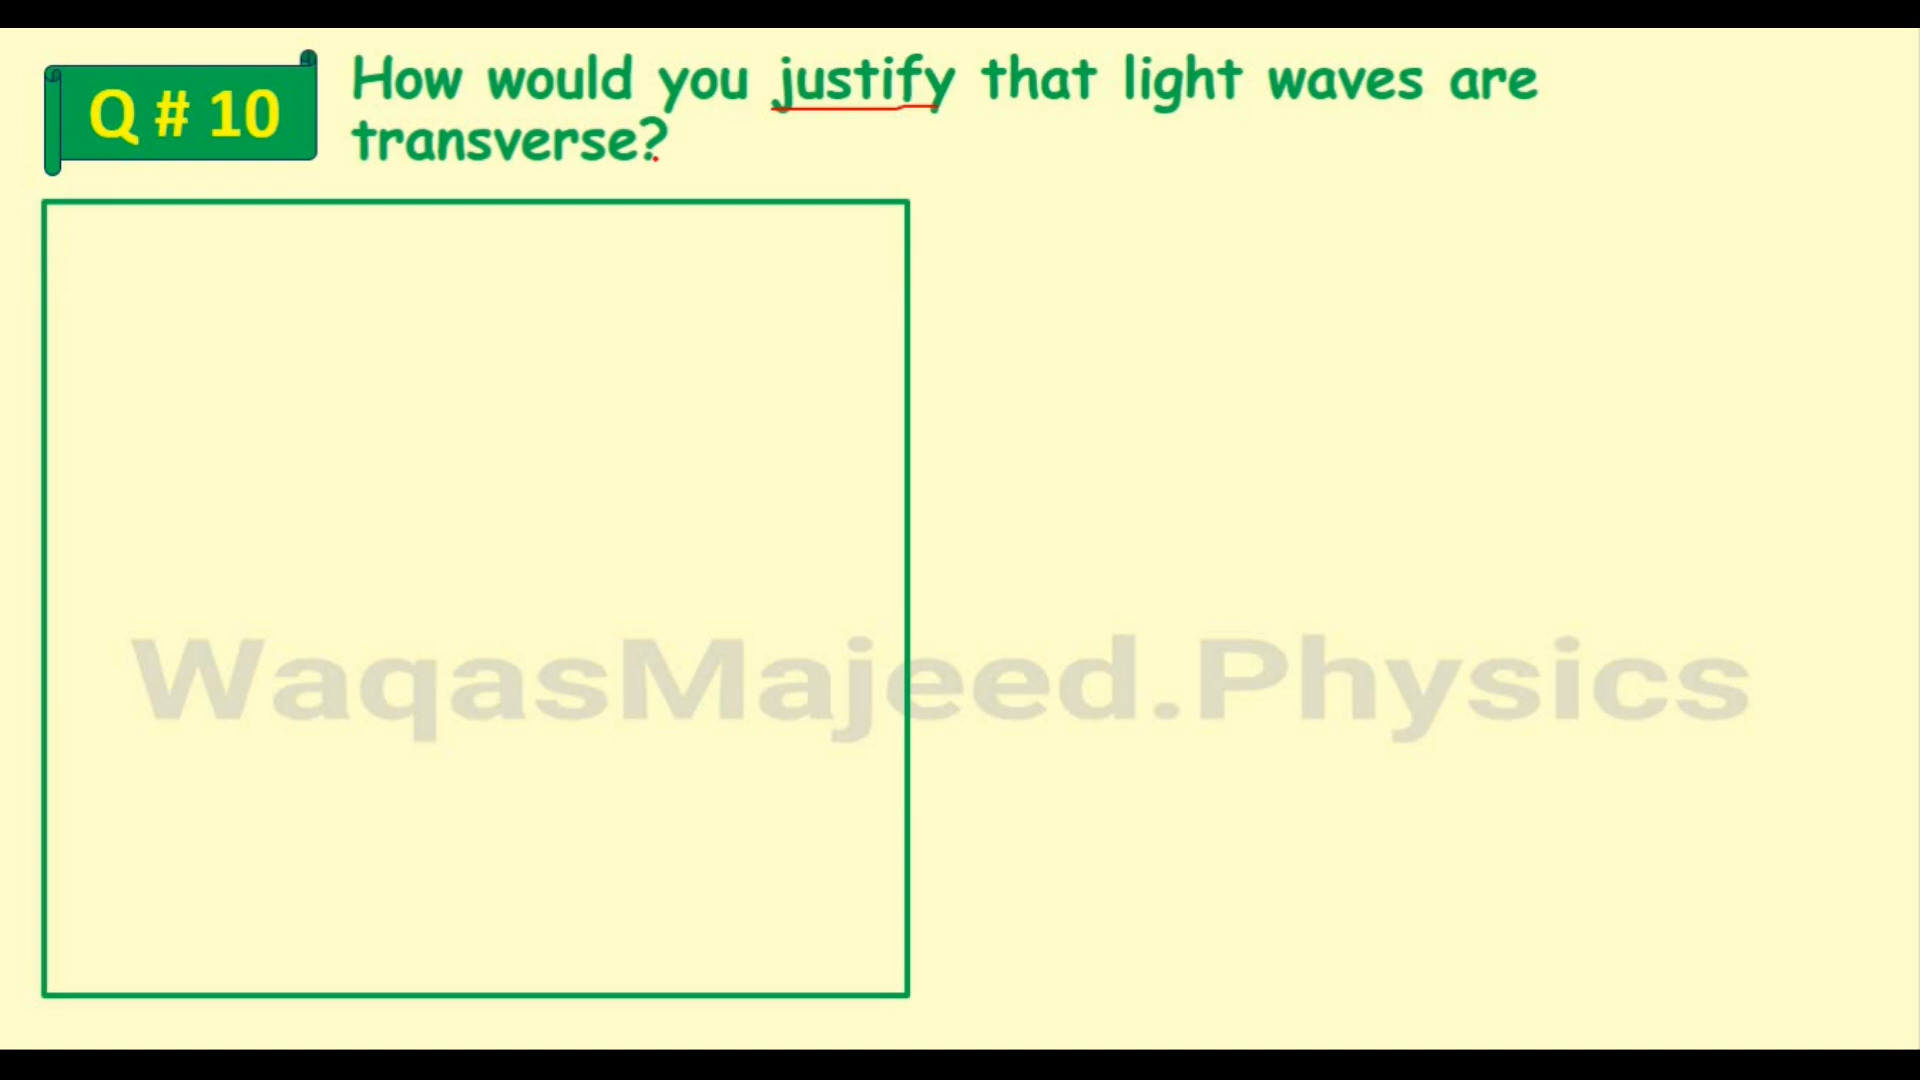 Q # 10
How would you justify that light waves are
transverse?
WaqasMajeed.Physics